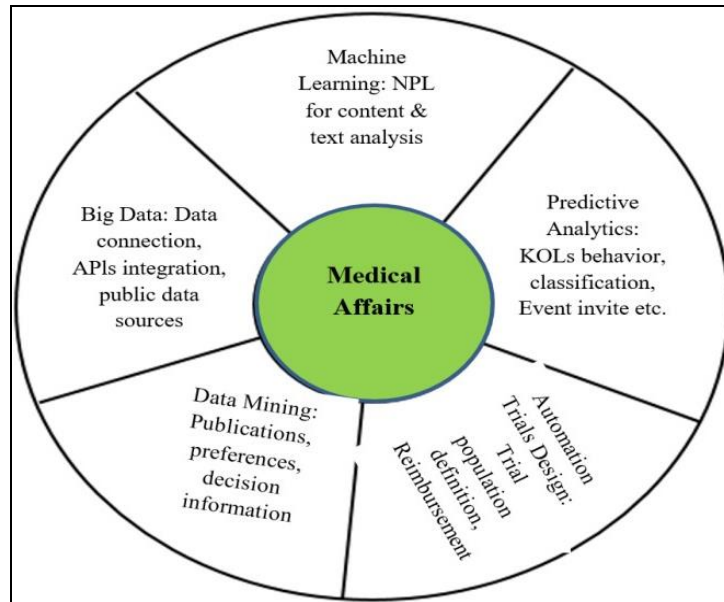 Machine
Learning: NPL
for content &
text analysis
Big Data: Data
connection,
APIs integration,
public data
sources
Predictive
Analytics:
KOLs behavior,
classification,
Event invite etc.
Medical
Affairs
Data Mining:
Publications,
preferences,
decision
information
Automation
Trials Design:
Trial
population
definition,
Reimbursement